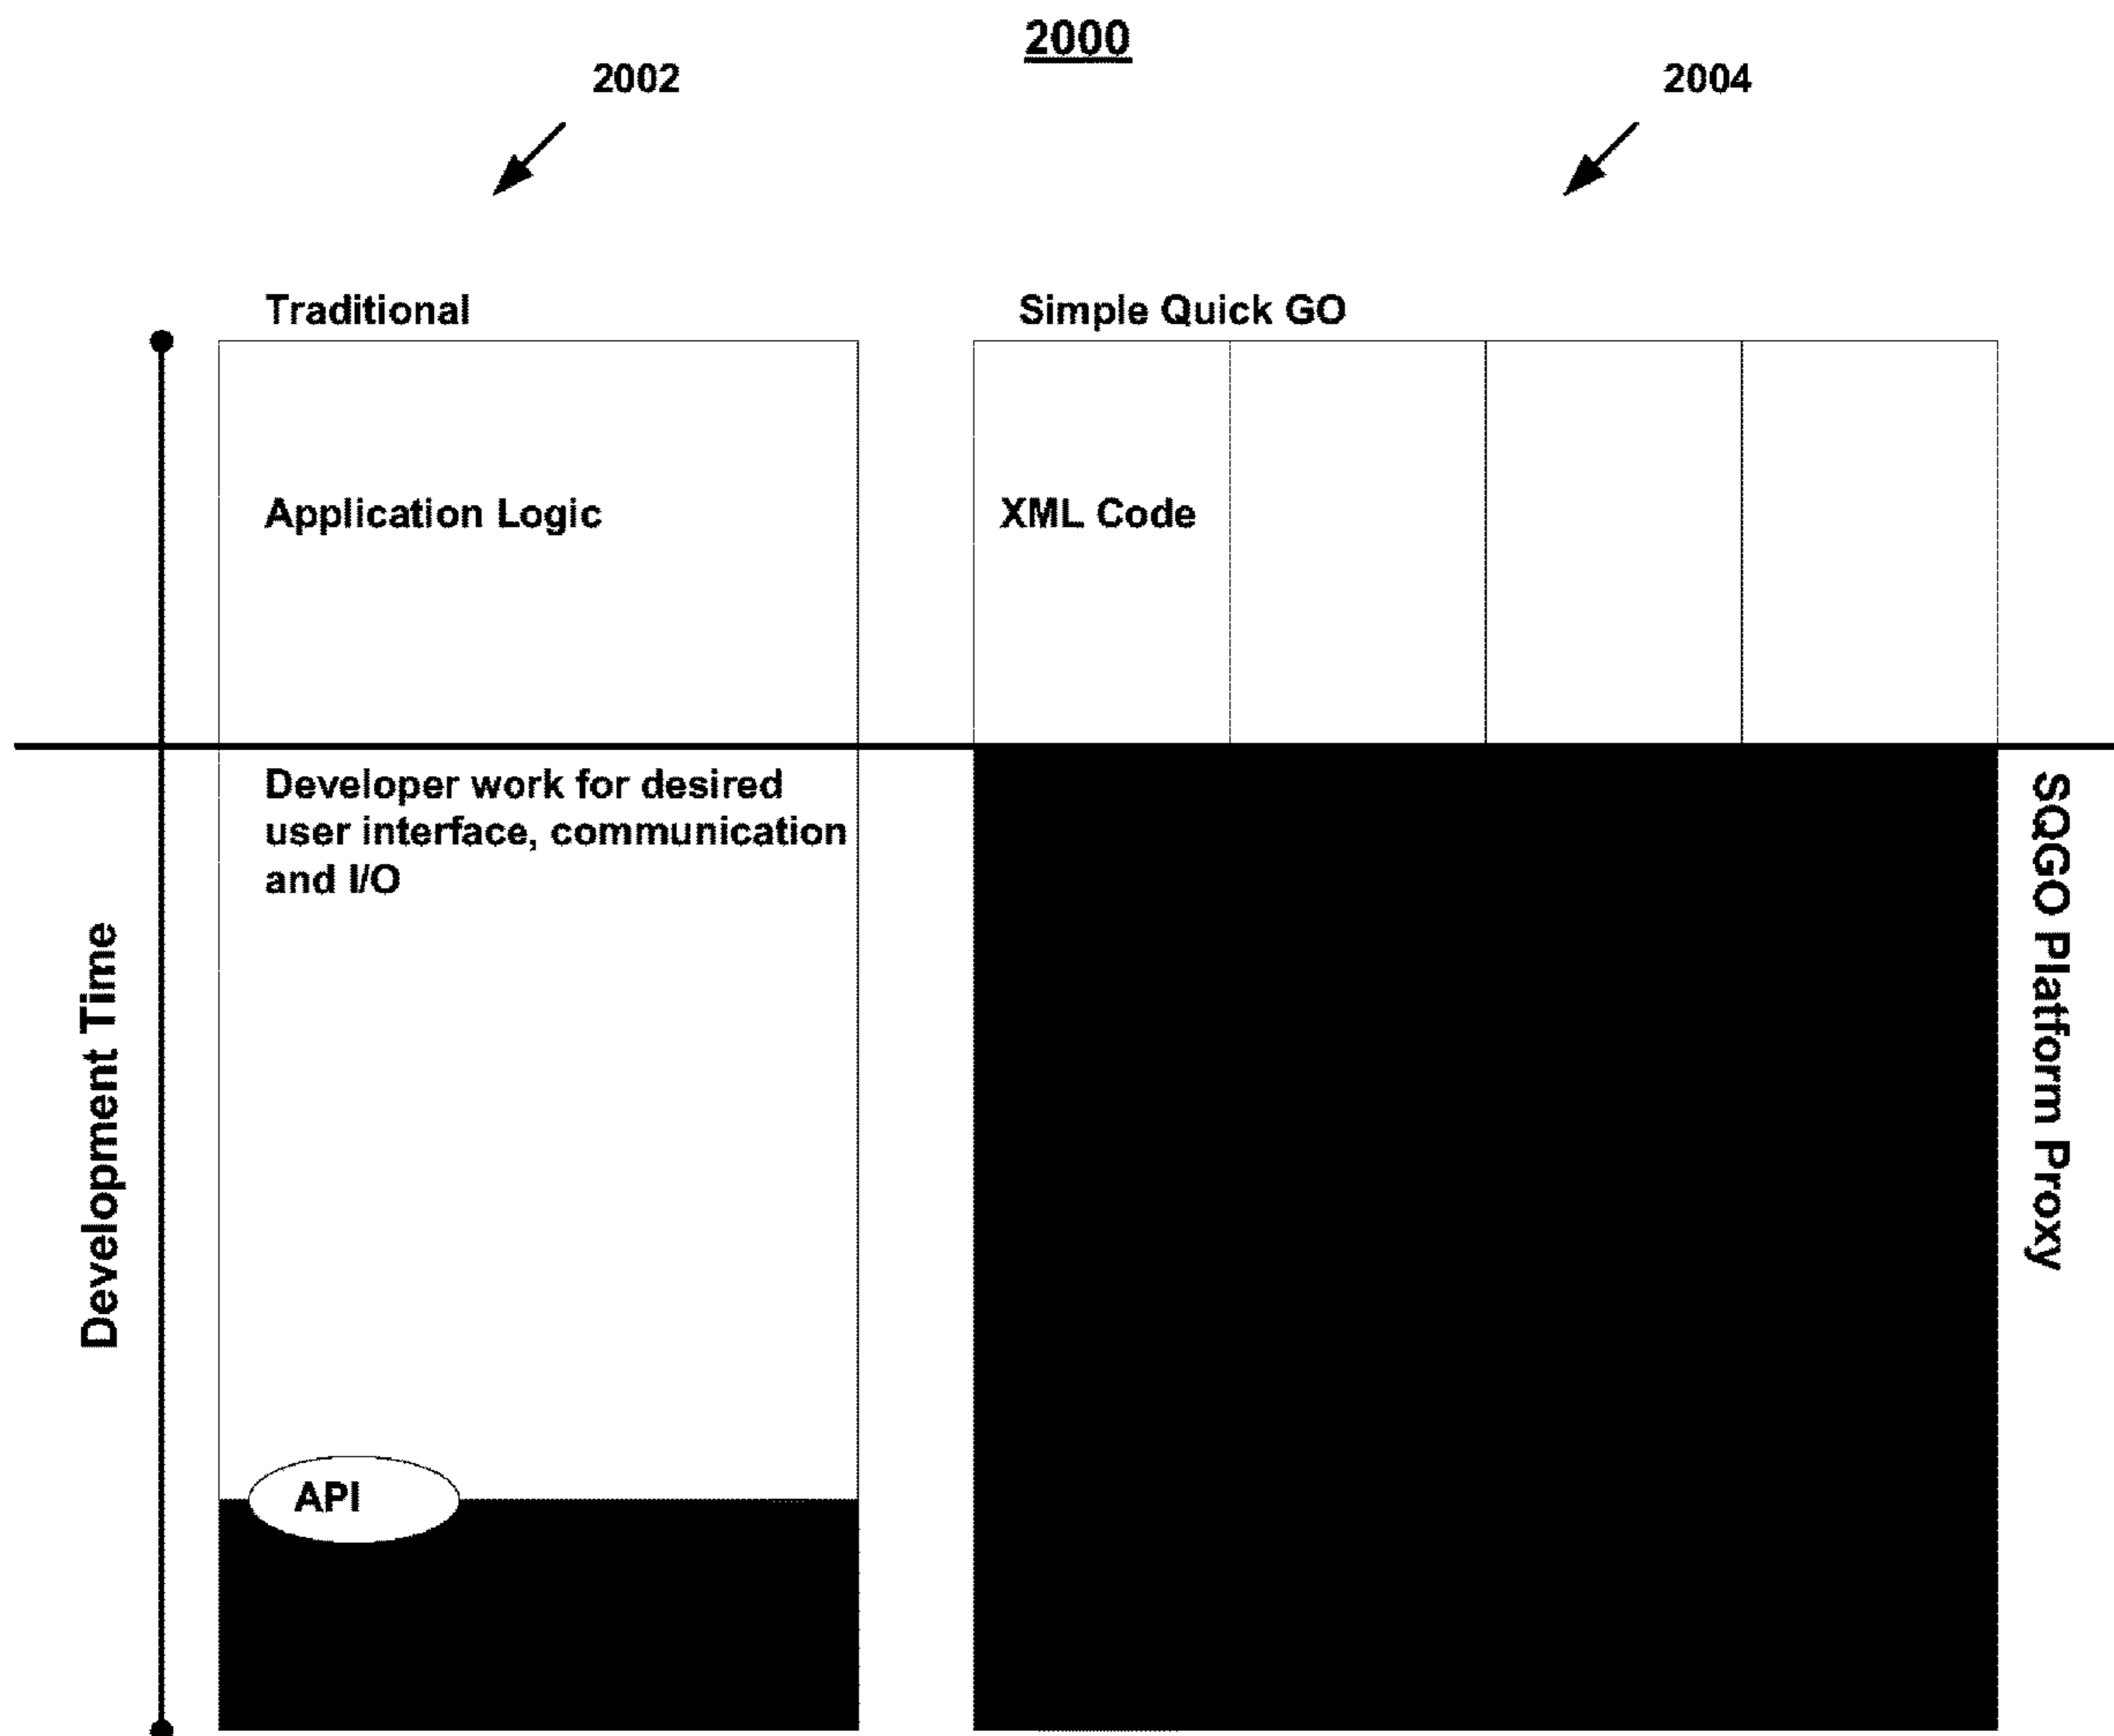 2000
2002
2004
Traditional
Simple Quick GO
Application Logic
XML Code
Developer work for desired
user interface, communication
and I/O
Development Time
SQGO Platform Proxy
API